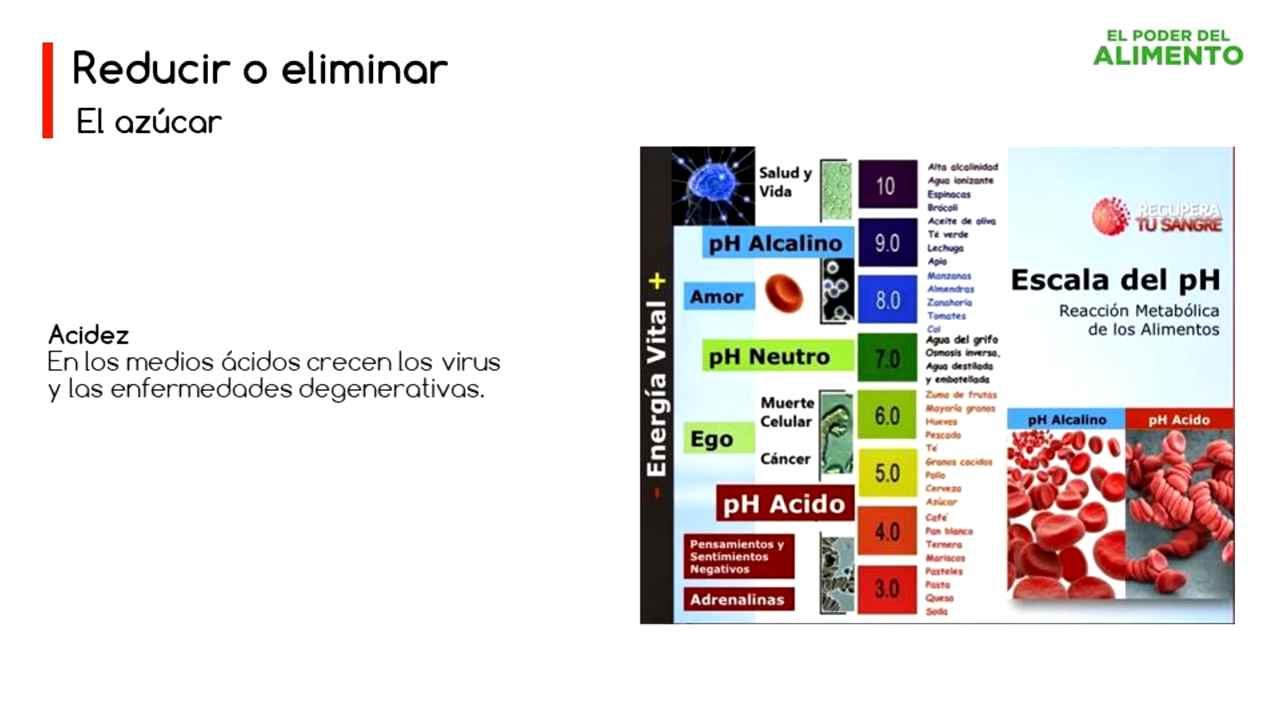 Reducir o eliminar
El azúcar
EL PODER DEL
ALIMENTO
Acidez
En los medios ácidos crecen los virus
y las enfermedades degenerativas.
- Energía Vital +
Salud y
Vida
pH Alcalino
Amor
pH Neutro
Muerte
Celular
Ego
Cáncer
pH Acido
Pensamientos y
Sentimientos
Negativos
Adrenalinas
10
9.0
8.0
7.0
6.0
5.0
4.0
3.0
Alta alcalinidad
Agua ionizante
Espinacas
Brócoli
Aceite de oliva
Té verde
Lechuga
Apio
Manzanas
Almendras
Zanahoria
Tomates
Col
Agua del grifo
Osmosis inversa,
Agua destilada
y embotellada
Zumo de frutas
Mayoría granos
Huevos
Pescado
Té
Granos cocidos
Pollo
Cerveza
Azúcar
Café
Pan blanco
Ternera
Mariscos
Pasteles
Pasta
Queso
Soda
RECUPERA
TU SANGRE
Escala del pH
Reacción Metabólica
de los Alimentos
pH Alcalino
pH Acido